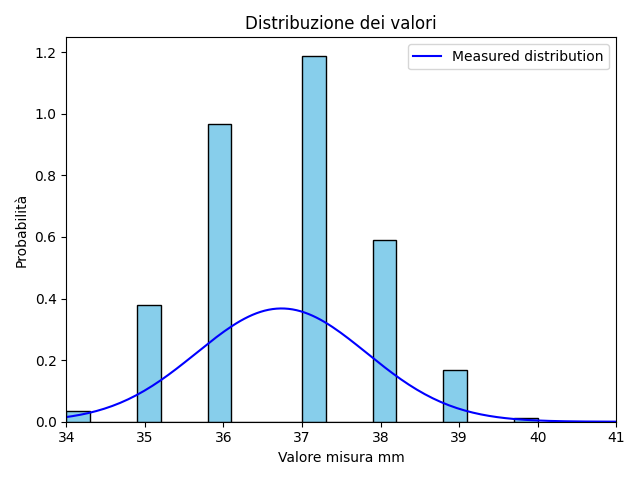 Distribuzione dei valori
Measured distribution
Probabilità
1.2
1.0
0.8
0.6
0.4
0.2
0.0
34 35 36 37 38 39 40 41
Valore misura mm